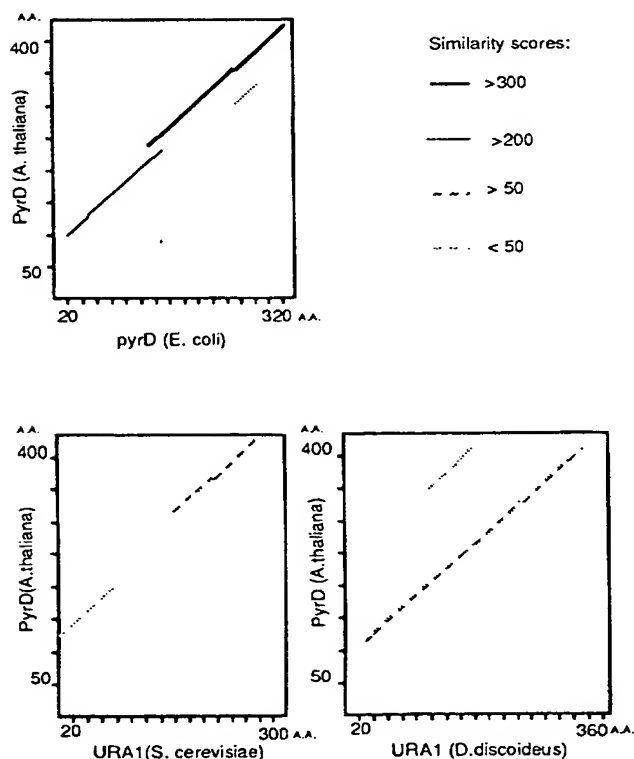 400
PyrD (A. thaliana)
50
20
320 A.A.
pyrD (E. coli)
Similarity scores:
>300
>200
> 50
< 50
A.A.
400
PyrD(A.thaliana)
50
20
300 A.A.
URA1(S. cerevisiae)
A.A.
400
PyrD (A.thaliana)
50
20
360 A.A.
URA1 (D.discoideus)